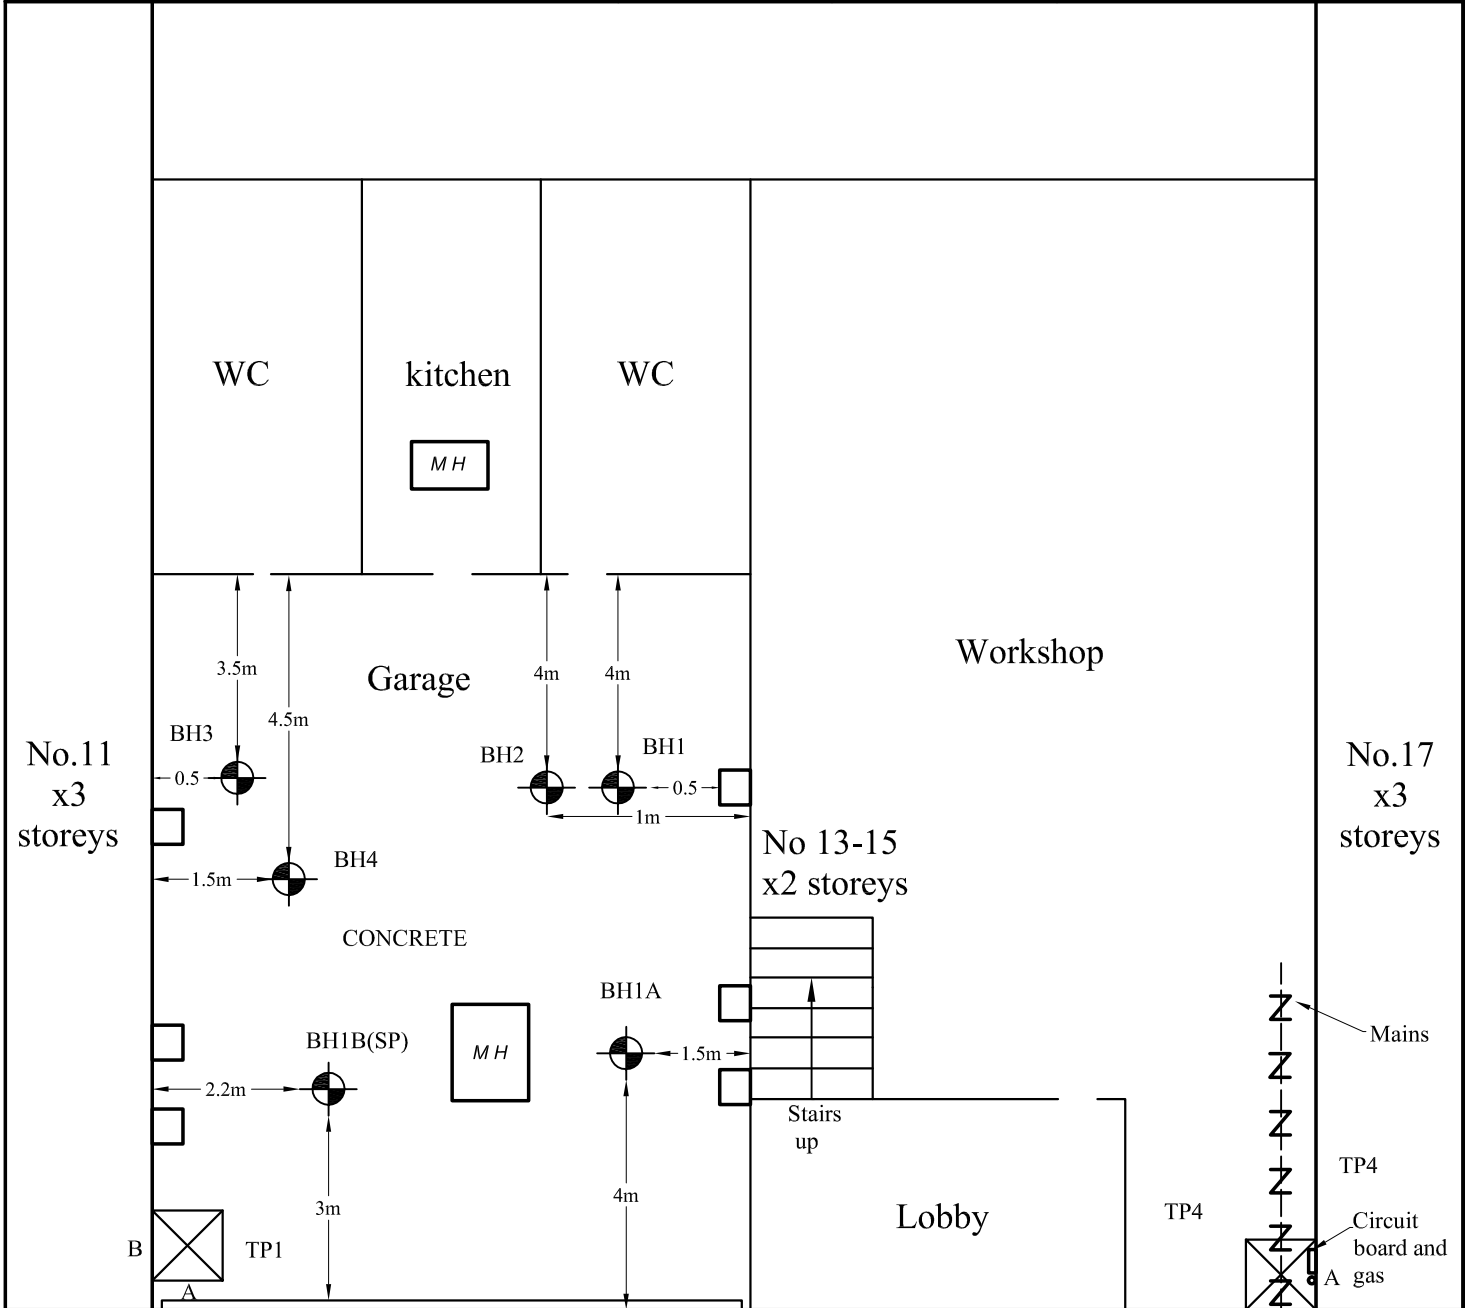 WC
kitchen
WC
MH
3.5m
4m
4m
Workshop
Garage
4.5m
BH3
BH2
BH1
No.11
x3
storeys
No.17
x3
storeys
0.5
0.5
1m
No 13-15
x2 storeys
BH4
1.5m
CONCRETE
BH1A
BH1B(SP)
MH
1.5m
Mains
2.2m
Stairs
up
TP4
4m
3m
Lobby
TP4
Circuit
board and
gas
B
TP1
A
A